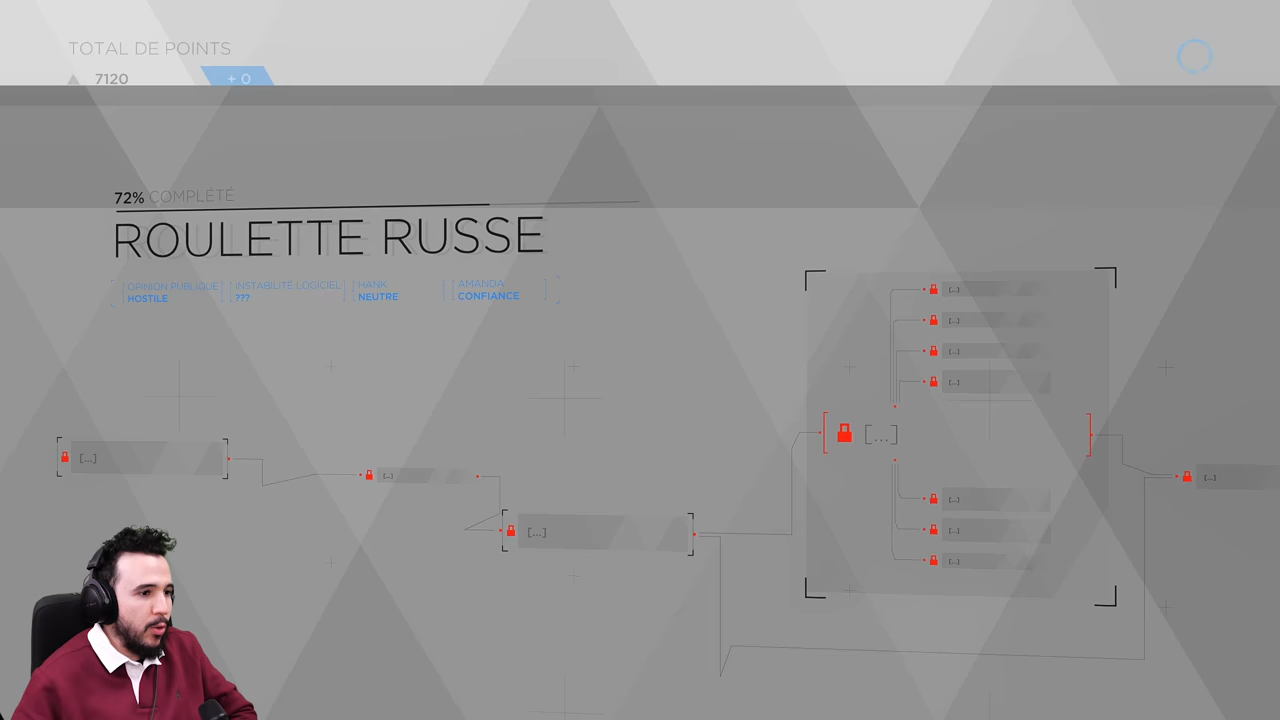 TOTAL DE POINTS
7120 + 0
72% COMPLÉTÉ
ROULETTE RUSSE
OPINION PUBLIQUE INSTABILITÉ LOGICIEL HANK AMANDA
HOSTILE ??? NEUTRE CONFIANCE
[...]
[...]
[...]
[...]
[...]
[...]
[...]
[...]
[...]
[...]
[...]
[...]